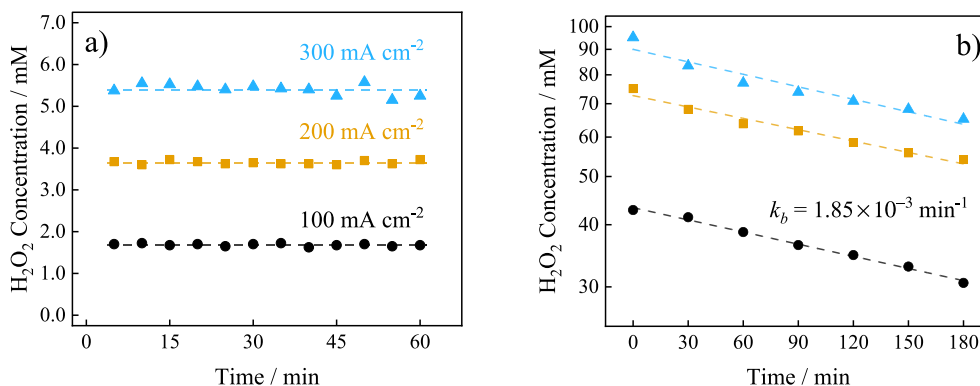 a)
300 mA cm⁻²
200 mA cm⁻²
100 mA cm⁻²
7.0
6.0
5.0
4.0
3.0
2.0
1.0
0.0
H₂O₂ Concentration / mM
0 15 30 45 60
Time / min
b)
k_b = 1.85×10⁻³ min⁻¹
100
90
80
70
60
50
40
30
H₂O₂ Concentration / mM
0 30 60 90 120 150 180
Time / min